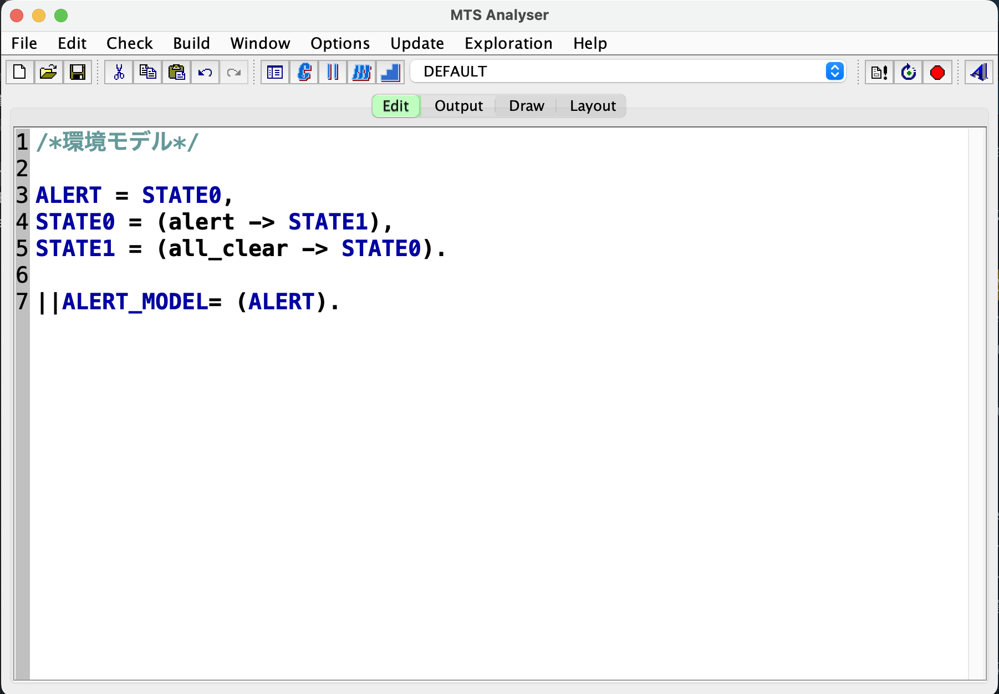 MTS Analyser
File Edit Check Build Window Options Update Exploration Help
DEFAULT
Edit Output Draw Layout
1 /*環境モデル*/
2
3 ALERT = STATE0,
4 STATE0 = (alert -> STATE1),
5 STATE1 = (all_clear -> STATE0).
6
7 ||ALERT_MODEL= (ALERT).